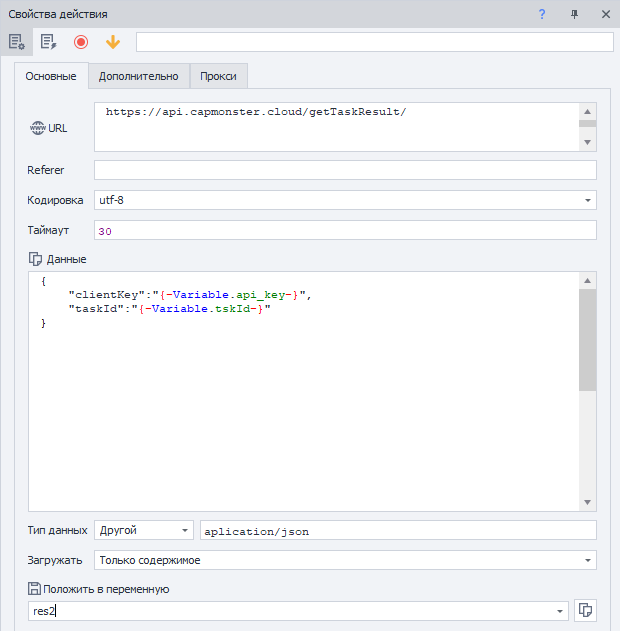 Свойства действия
?
Основные
Дополнительно
Прокси
URL
https://api.capmonster.cloud/getTaskResult/
Referer
Кодировка
utf-8
Таймаут
30
Данные
{
"clientKey":"{-Variable.api_key-}",
"taskId":"{-Variable.tskId-}"
}
Тип данных
Другой
aplication/json
Загружать
Только содержимое
Положить в переменную
res2